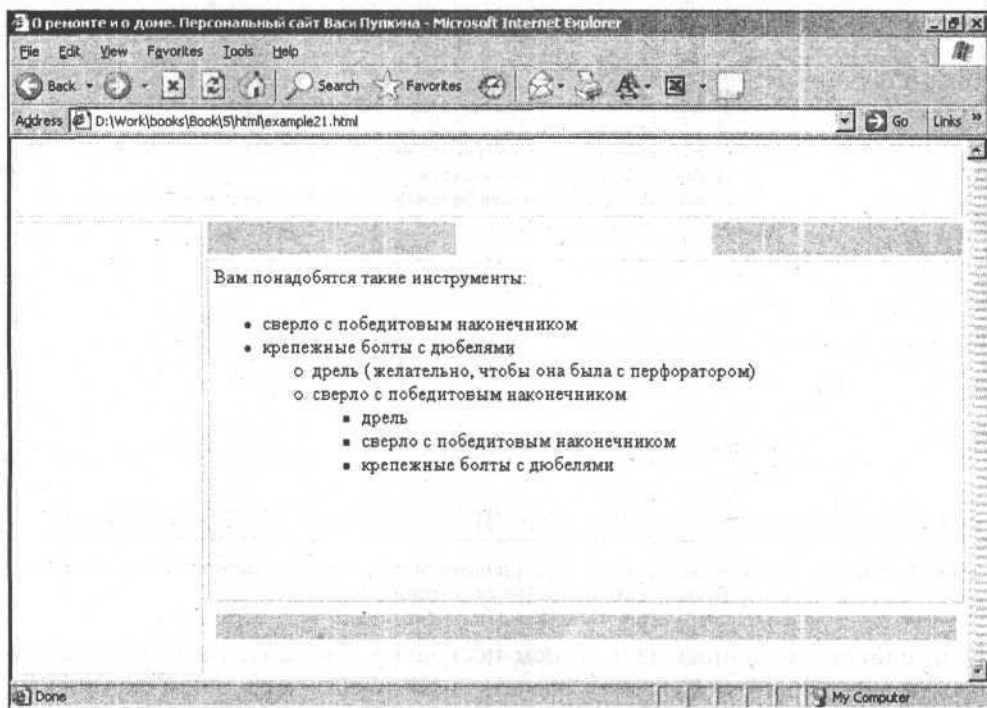 О ремонте и о доме. Персональный сайт Васи Пупкина - Microsoft Internet Explorer
File Edit View Favorites Tools Help
Back Search Favorites
Address D:\Work\books\Book\5\html\example21.html Go Links »
Вам понадобятся такие инструменты:
сверло с победитовым наконечником
крепежные болты с дюбелями
дрель (желательно, чтобы она была с перфоратором)
сверло с победитовым наконечником
дрель
сверло с победитовым наконечником
крепежные болты с дюбелями
Done My Computer